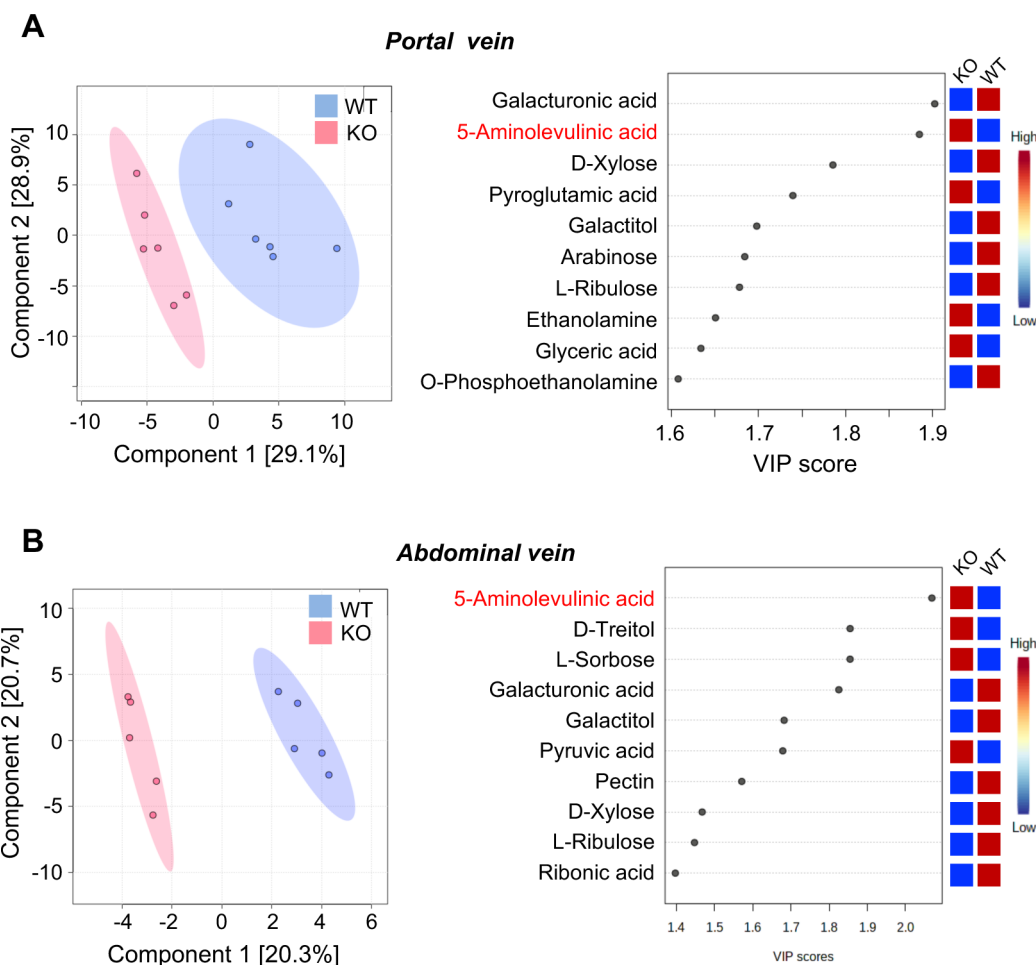 A
Portal vein
Component 2 [28.9%]
10
5
0
-5
-10
WT
KO
-10 -5 0 5 10
Component 1 [29.1%]
Galacturonic acid
5-Aminolevulinic acid
D-Xylose
Pyroglutamic acid
Galactitol
Arabinose
L-Ribulose
Ethanolamine
Glyceric acid
O-Phosphoethanolamine
1.6 1.7 1.8 1.9
VIP score
KO WT
High
Low
B
Abdominal vein
Component 2 [20.7%]
10
5
0
-5
-10
WT
KO
-4 -2 0 2 4 6
Component 1 [20.3%]
5-Aminolevulinic acid
D-Treitol
L-Sorbose
Galacturonic acid
Galactitol
Pyruvic acid
Pectin
D-Xylose
L-Ribulose
Ribonic acid
1.4 1.5 1.6 1.7 1.8 1.9 2.0
VIP scores
KO WT
High
Low